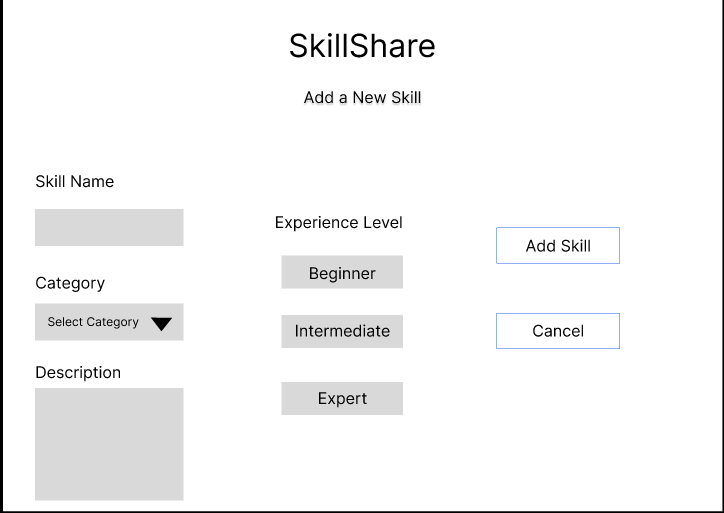 SkillShare
Add a New Skill
Skill Name
Category
Select Category
Description
Experience Level
Beginner
Intermediate
Expert
Add Skill
Cancel